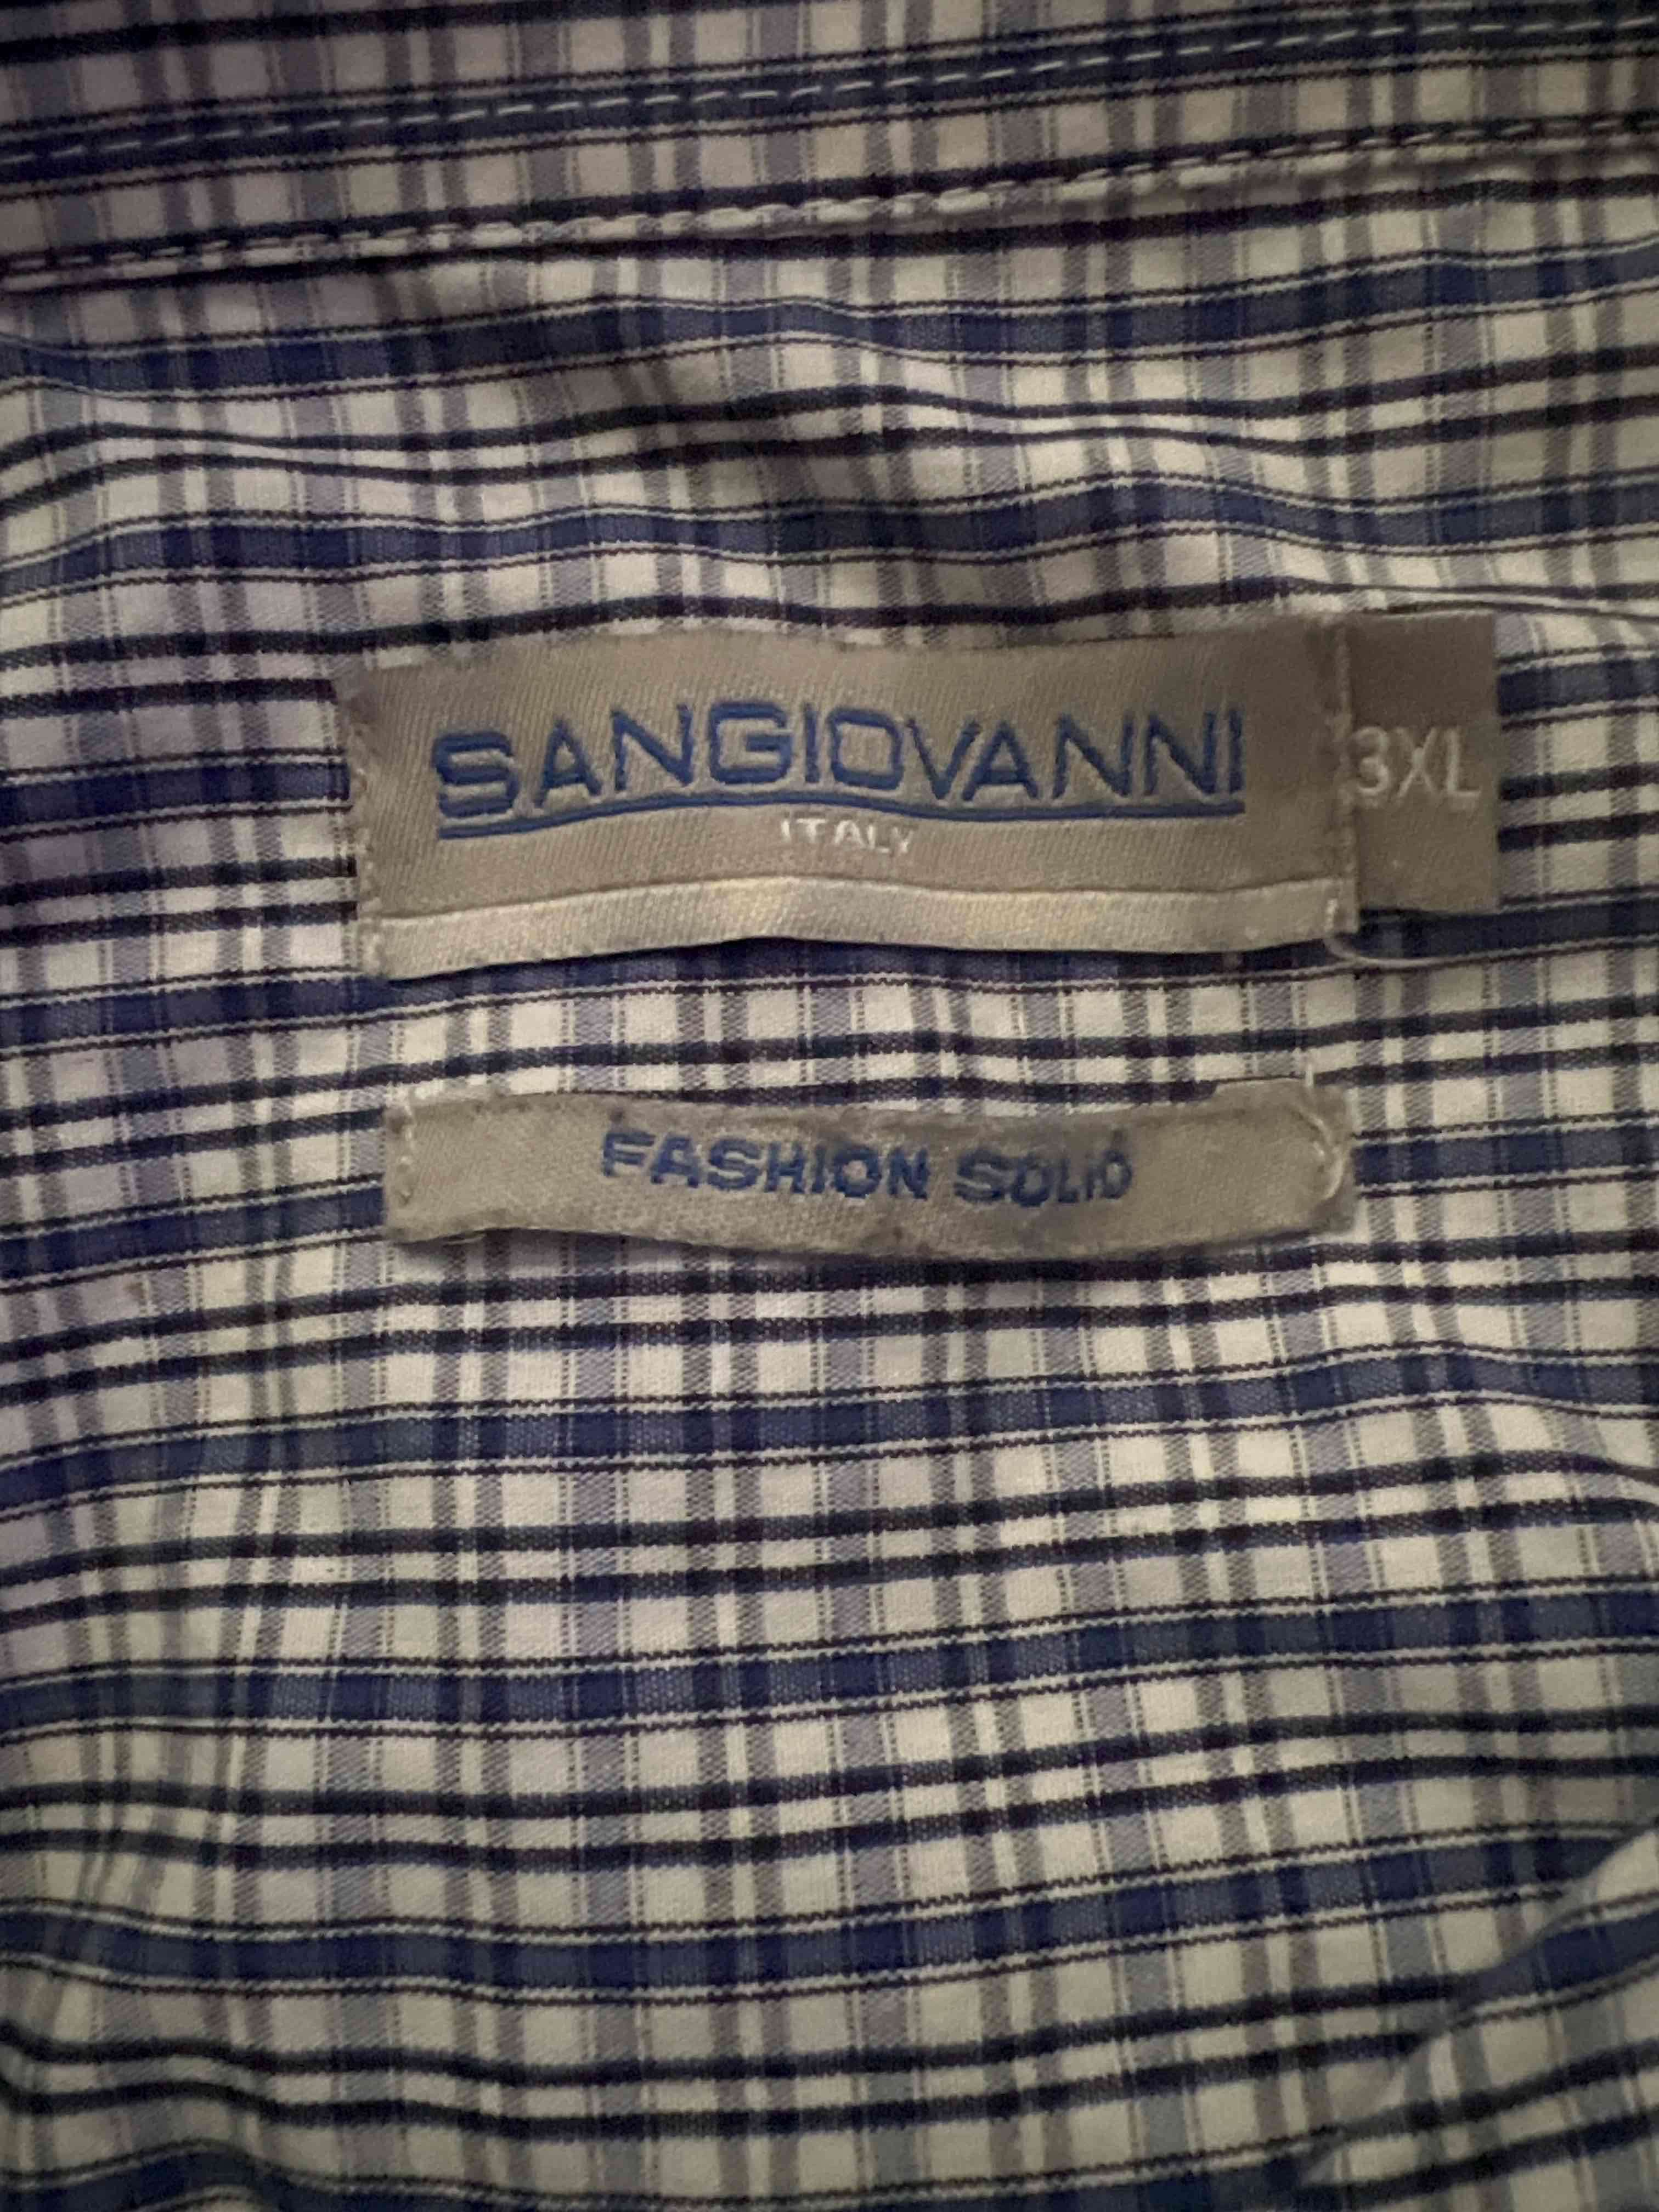 SANGIOVANNI
ITALY
3XL
FASHION SOLiD